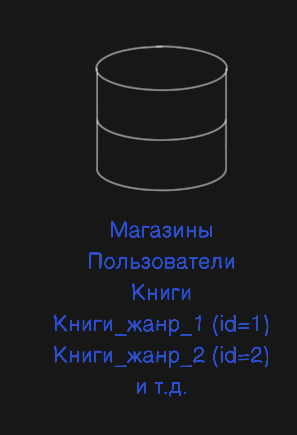 Магазины
Пользователи
Книги
Книги_жанр_1 (id=1)
Книги_жанр_2 (id=2)
и т.д.